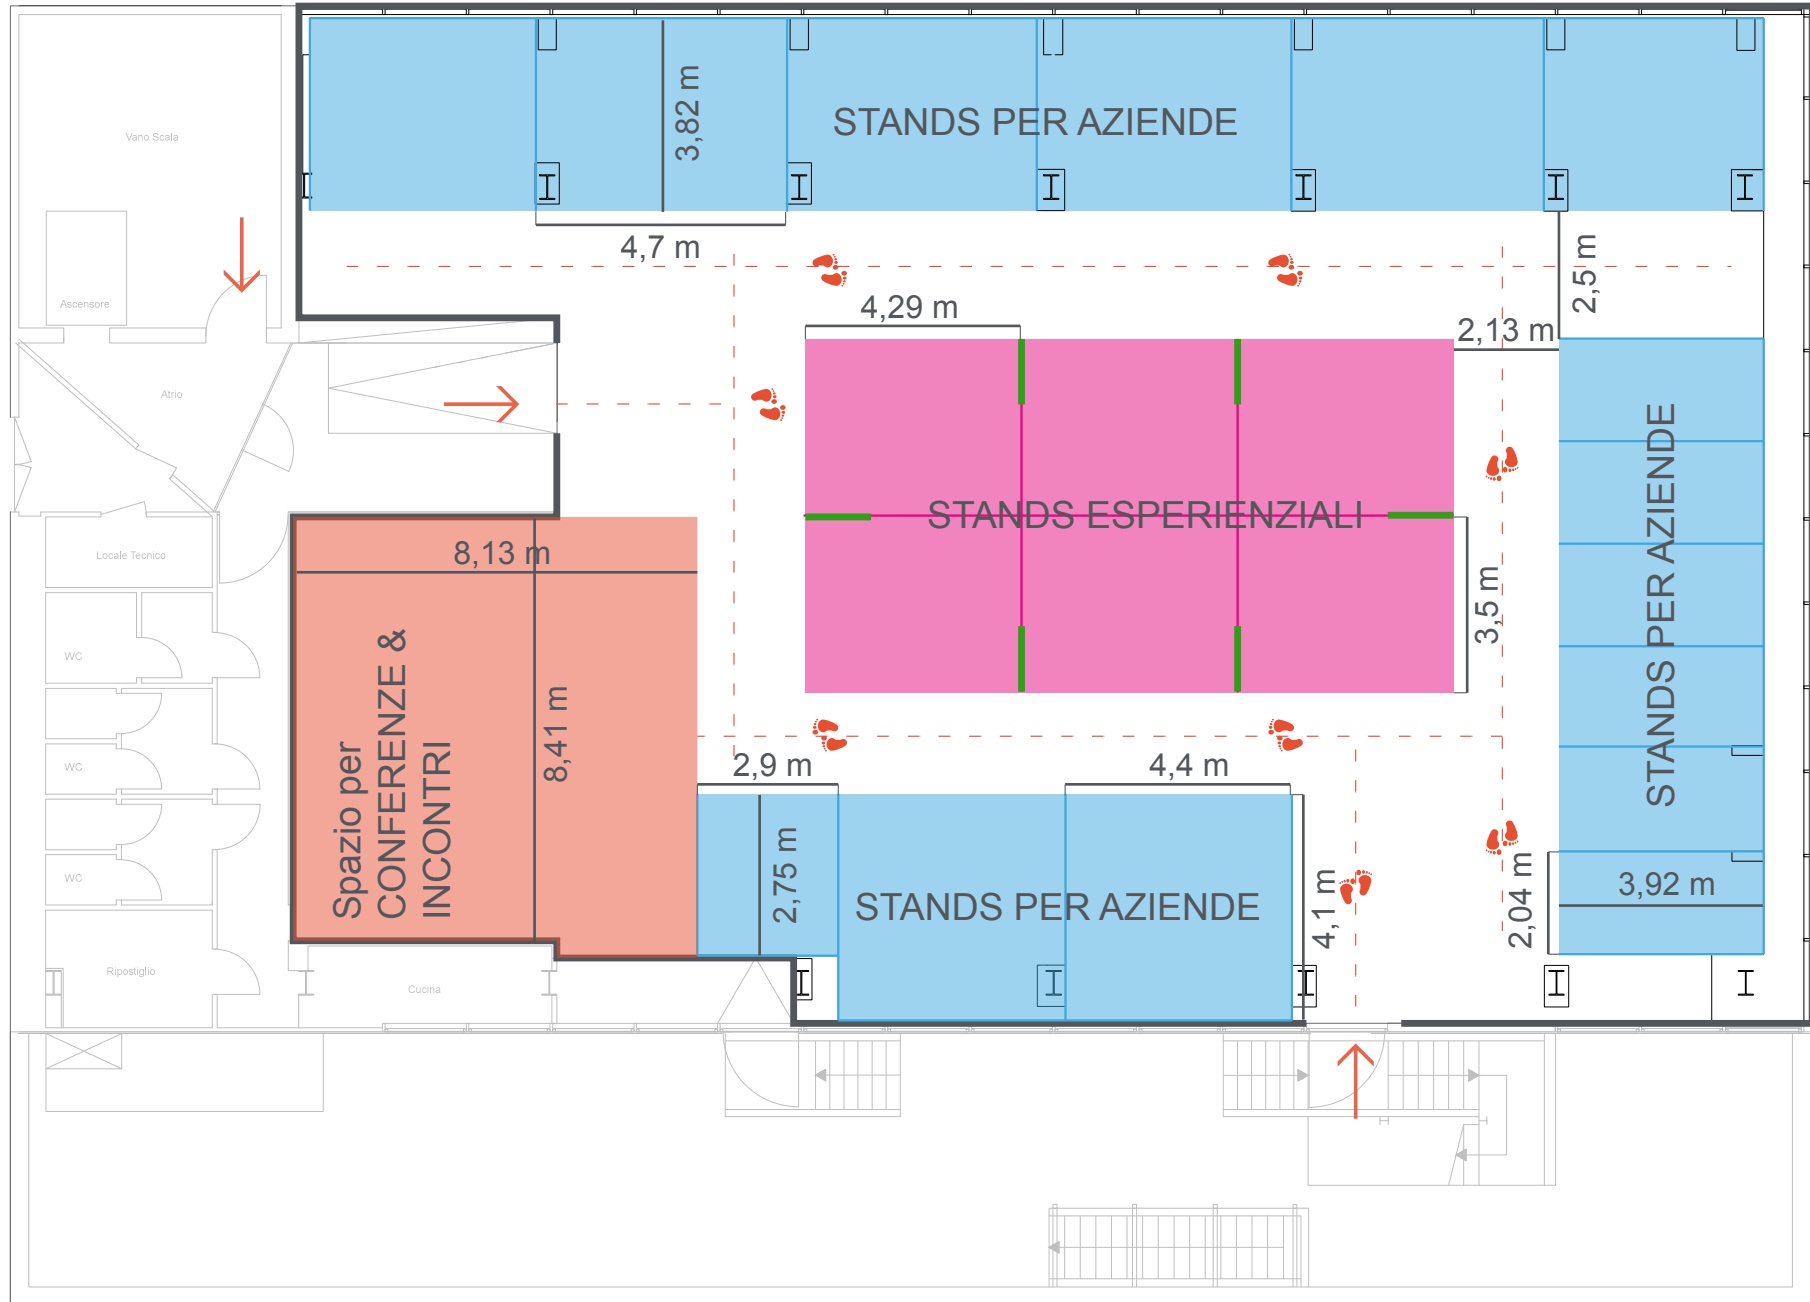 Vano Scala
3,82 m
STANDS PER AZIENDE
4,7 m
2,5 m
Ascensore
4,29 m
2,13 m
Atrio
STANDS ESPERIENZIALI
STANDS PER AZIENDE
Locale Tecnico
8,13 m
3,5 m
WC
Spazio per
CONFERENZE &
INCONTRI
8,41 m
WC
2,9 m
4,4 m
WC
2,75 m
STANDS PER AZIENDE
4,1 m
2,04 m
3,92 m
Ripostiglio
Cucina